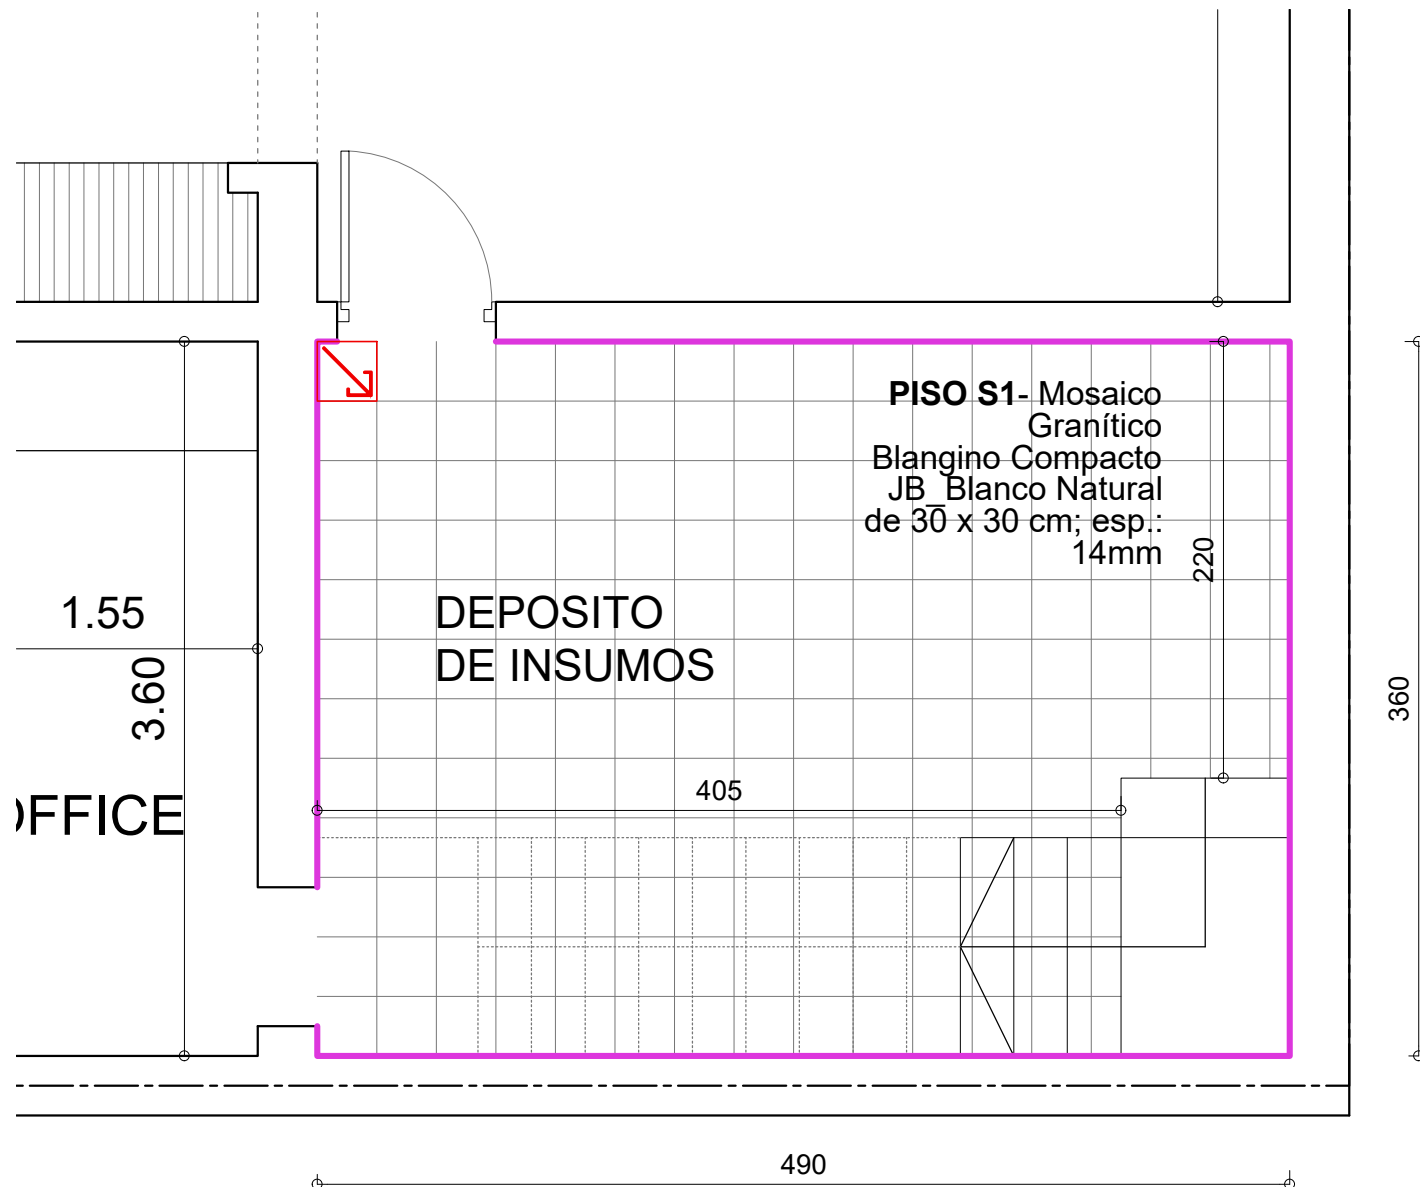 PISO S1- Mosaico
Granítico
Blangino Compacto
JB_Blanco Natural
de 30 x 30 cm; esp.:
14mm
220
DEPOSITO
DE INSUMOS
1.55
3.60
360
405
OFFICE
490